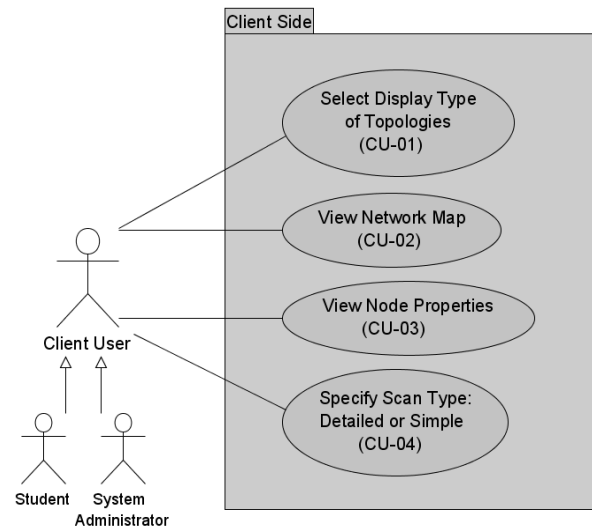 Client Side
Select Display Type
of Topologies
(CU-01)
View Network Map
(CU-02)
View Node Properties
(CU-03)
Specify Scan Type:
Detailed or Simple
(CU-04)
Client User
Student
System
Administrator